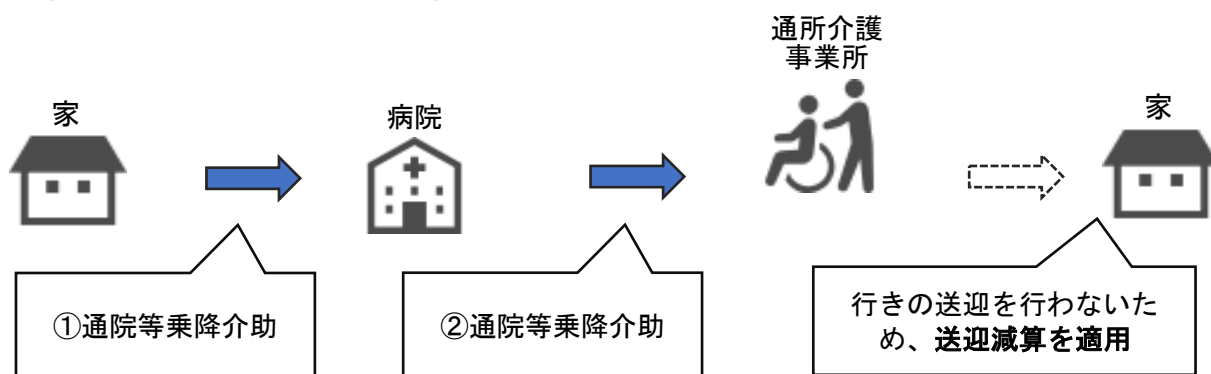 家
病院
通所介護
事業所
家
①通院等乗降介助
②通院等乗降介助
行きの送迎を行わないた
め、送迎減算を適用